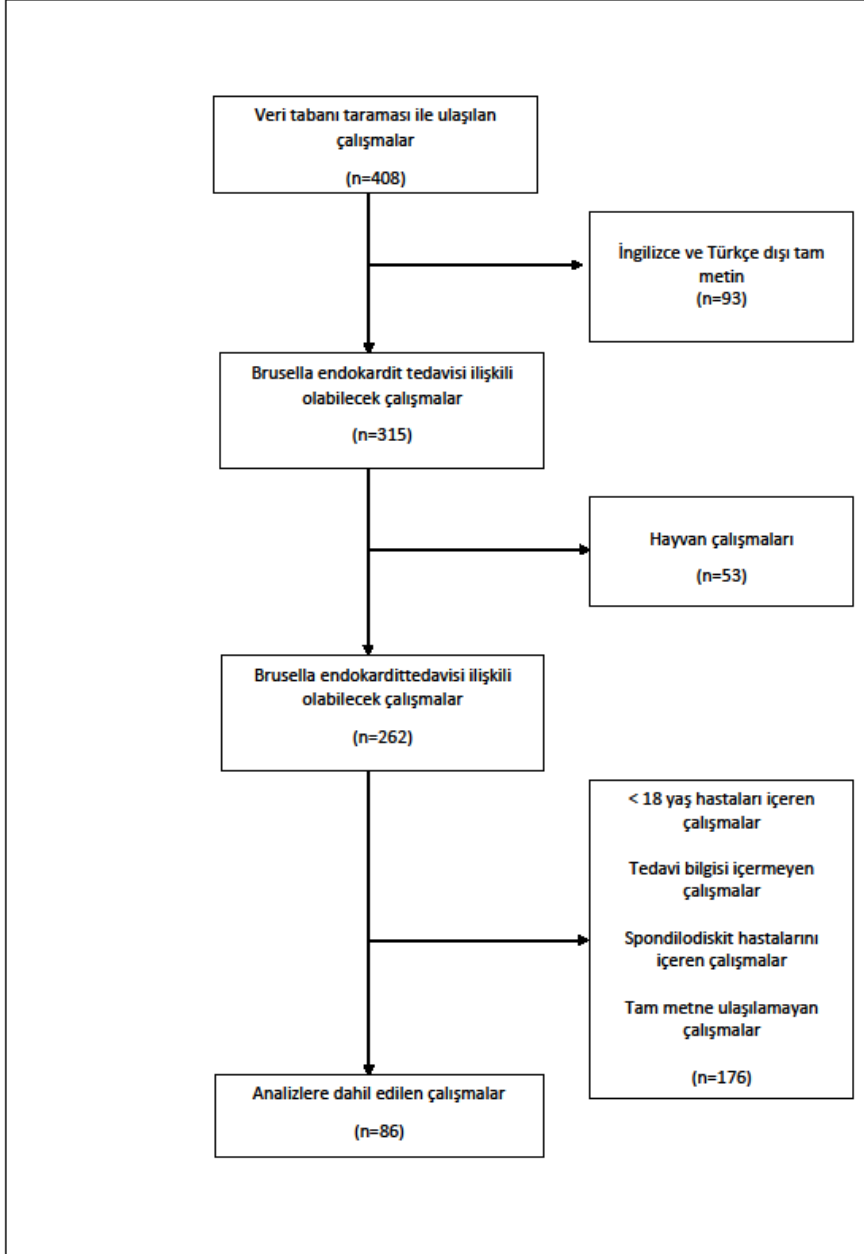 Veri tabanı taraması ile ulaşılan
çalışmalar
(n=408)
İngilizce ve Türkçe dışı tam
metin
(n=93)
Brusella endokardit tedavisi ilişkili
olabilecek çalışmalar
(n=315)
Hayvan çalışmaları
(n=53)
Brusella endokardittedavisi ilişkili
olabilecek çalışmalar
(n=262)
< 18 yaş hastaları içeren
çalışmalar
Tedavi bilgisi içermeyen
çalışmalar
Spondilodiskit hastalarını
içeren çalışmalar
Tam metne ulaşılamayan
çalışmalar
(n=176)
Analizlere dahil edilen çalışmalar
(n=86)